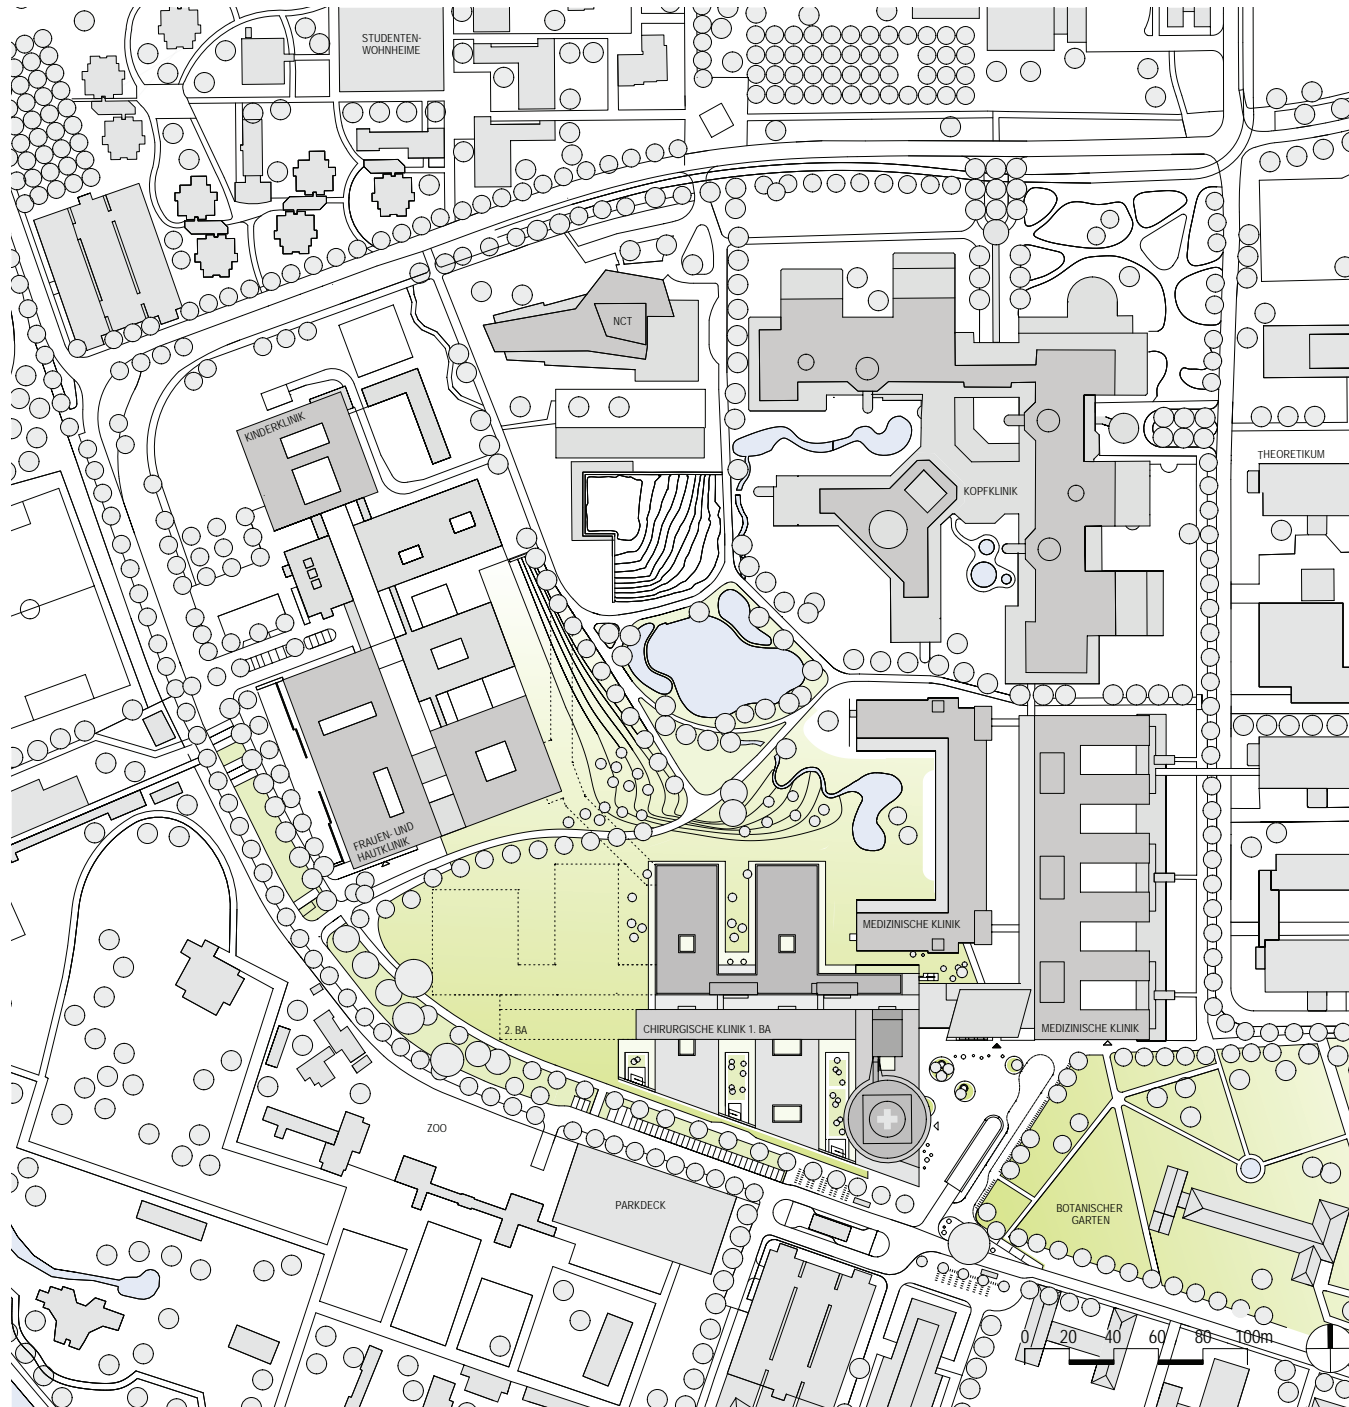 STUDENTEN-
WOHNHEIME
NCT
KINDERKLINIK
THEORETIKUM
KOPFKLINIK
FRAUEN- UND
HAUTKLINIK
MEDIZINISCHE KLINIK
2. BA
CHIRURGISCHE KLINIK 1. BA
MEDIZINISCHE KLINIK
ZOO
PARKDECK
BOTANISCHER
GARTEN
0 20 40 60 80 100m